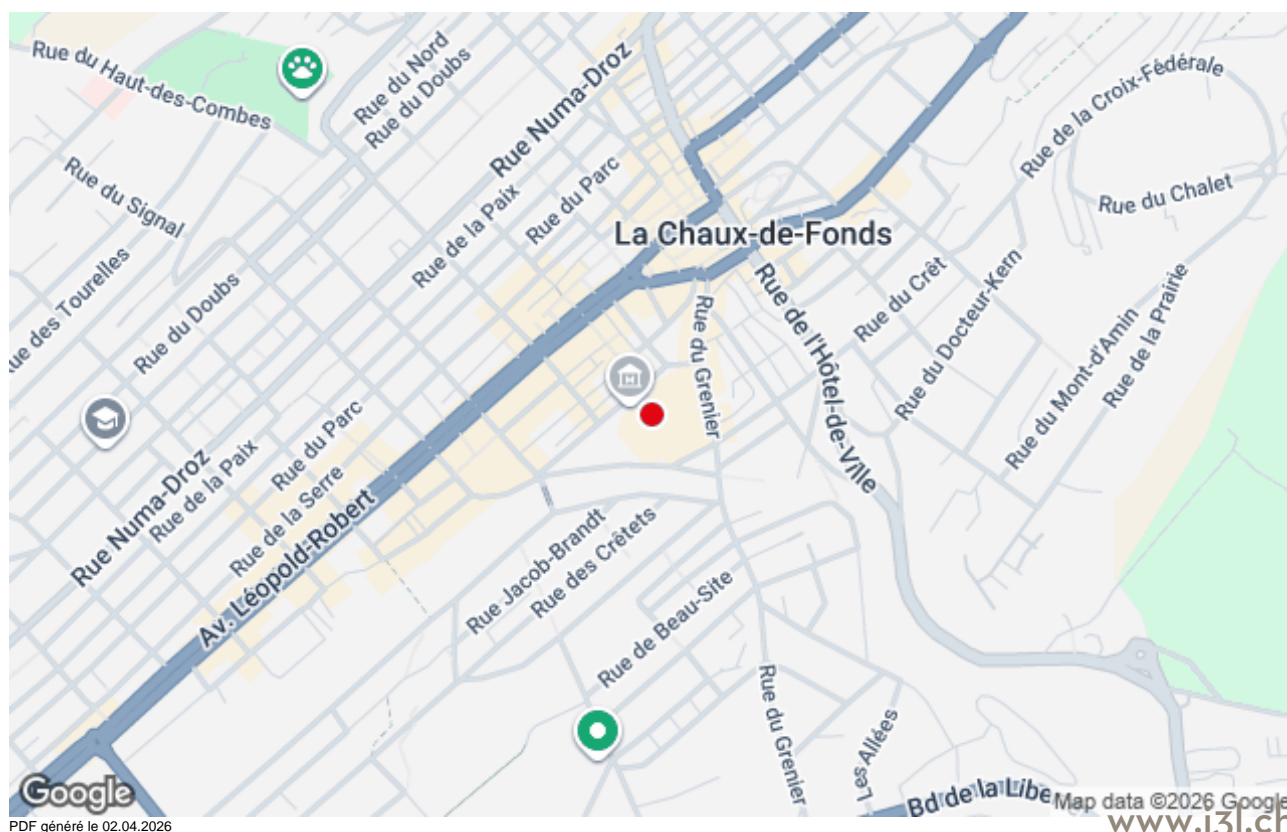 Rue du Haut-des-Combes
Rue du Nord
Rue du Doubs
Rue Numa-Droz
Rue de la Croix-Fédérale
Rue du Signal
Rue du Parc
Rue du Chalet
Rue de la Paix
La Chaux-de-Fonds
Rue des Tourelles
Rue du Doubs
Rue du Crêt
Rue du Docteur-Kern
Rue de l'Hôtel-de-Ville
Rue du Grenier
Rue du Mont-d'Amin
Rue de la Prairie
Rue du Parc
Rue Numa-Droz
Rue de la Paix
Rue de la Serre
Av. Léopold-Robert
Rue Jacob-Brandt
Rue des Crêtets
Rue de Beau-Site
Rue du Grenier
Les Allées
Bd de la Libe
Google
Map data ©2026 Google
PDF généré le 02.04.2026
www.i3l.ch